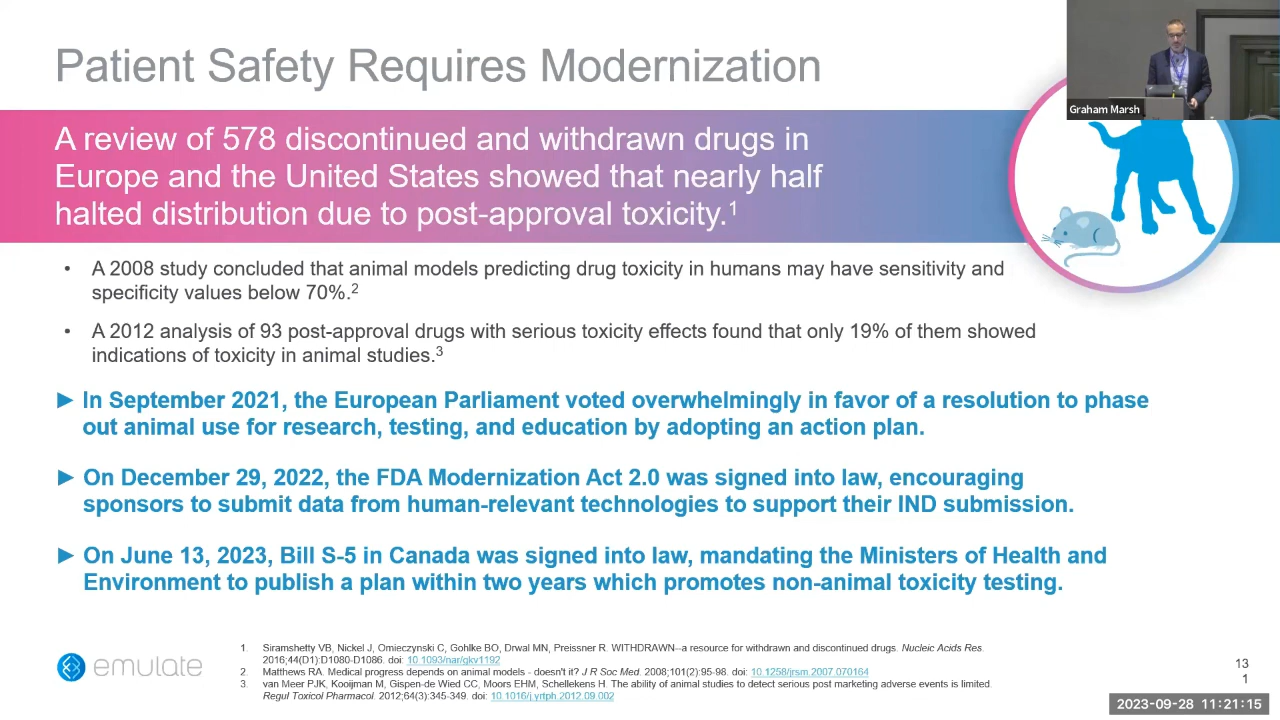 Patient Safety Requires Modernization
Graham Marsh
A review of 578 discontinued and withdrawn drugs in
Europe and the United States showed that nearly half
halted distribution due to post-approval toxicity.1
• A 2008 study concluded that animal models predicting drug toxicity in humans may have sensitivity and
specificity values below 70%.2
• A 2012 analysis of 93 post-approval drugs with serious toxicity effects found that only 19% of them showed
indications of toxicity in animal studies.3
► In September 2021, the European Parliament voted overwhelmingly in favor of a resolution to phase
out animal use for research, testing, and education by adopting an action plan.
► On December 29, 2022, the FDA Modernization Act 2.0 was signed into law, encouraging
sponsors to submit data from human-relevant technologies to support their IND submission.
► On June 13, 2023, Bill S-5 in Canada was signed into law, mandating the Ministers of Health and
Environment to publish a plan within two years which promotes non-animal toxicity testing.
emulate
1. Siramshetty VB, Nickel J, Omieczynski C, Gohlke BO, Drwal MN, Preissner R. WITHDRAWN--a resource for withdrawn and discontinued drugs. Nucleic Acids Res.
2016;44(D1):D1080-D1086. doi: 10.1093/nar/gkv1192
2. Matthews RA. Medical progress depends on animal models - doesn't it? J R Soc Med. 2008;101(2):95-98. doi: 10.1258/jrsm.2007.070164
3. van Meer PJK, Kooijman M, Gispen-de Wied CC, Moors EHM, Schellekens H. The ability of animal studies to detect serious post marketing adverse events is limited.
Regul Toxicol Pharmacol. 2012;64(3):345-349. doi: 10.1016/j.yrtph.2012.09.002
13
1
2023-09-28 11:21:15